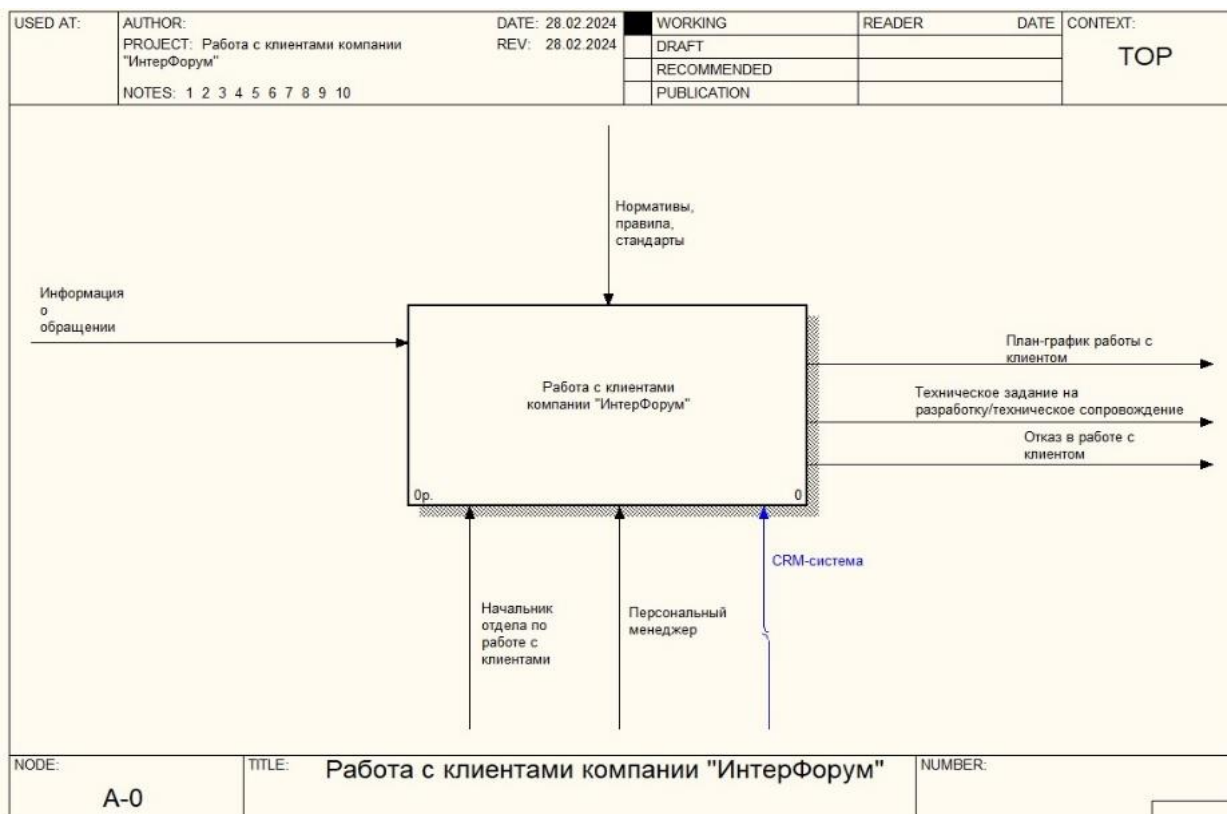 USED AT:
AUTHOR:
DATE: 28.02.2024
PROJECT: Работа с клиентами компании
"ИнтерФорум"
REV: 28.02.2024
NOTES: 1 2 3 4 5 6 7 8 9 10
WORKING
DRAFT
RECOMMENDED
PUBLICATION
READER
DATE
CONTEXT:
TOP
Нормативы,
правила,
стандарты
Информация
о
обращении
Работа с клиентами
компании "ИнтерФорум"
0р.
0
План-график работы с
клиентом
Техническое задание на
разработку/техническое сопровождение
Отказ в работе с
клиентом
Начальник
отдела по
работе с
клиентами
Персональный
менеджер
CRM-система
NODE:
A-0
TITLE:
Работа с клиентами компании "ИнтерФорум"
NUMBER: